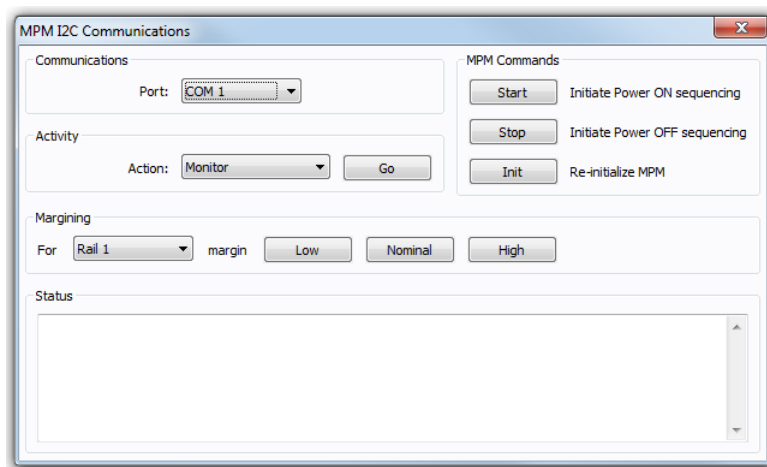 MPM I2C Communications
Communications
Port: COM 1
Activity
Action: Monitor Go
MPM Commands
Start Initiate Power ON sequencing
Stop Initiate Power OFF sequencing
Init Re-initialize MPM
Margining
For Rail 1 margin Low Nominal High
Status